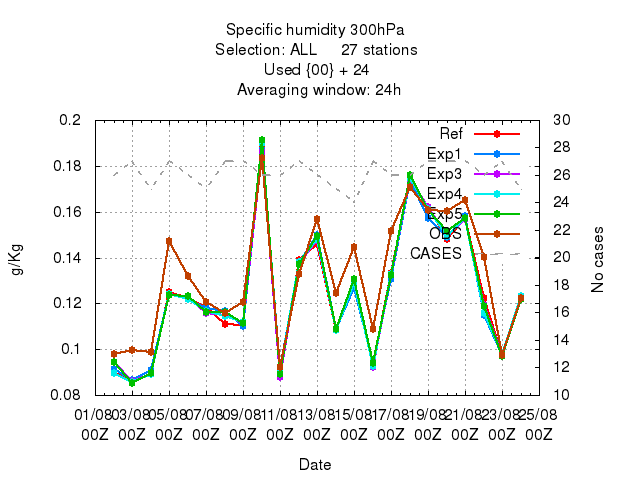 Specific humidity 300hPa
Selection: ALL 27 stations
Used {00} + 24
Averaging window: 24h
0.2
0.18
0.16
0.14
0.12
0.1
0.08
g/Kg
30
28
26
24
22
20
18
16
14
12
10
No cases
Ref
Exp1
Exp3
Exp4
Exp5
OBS
CASES
01/08 03/08 05/08 07/08 09/08 11/08 13/08 15/08 17/08 19/08 21/08 23/08 25/08
00Z 00Z 00Z 00Z 00Z 00Z 00Z 00Z 00Z 00Z 00Z 00Z 00Z
Date